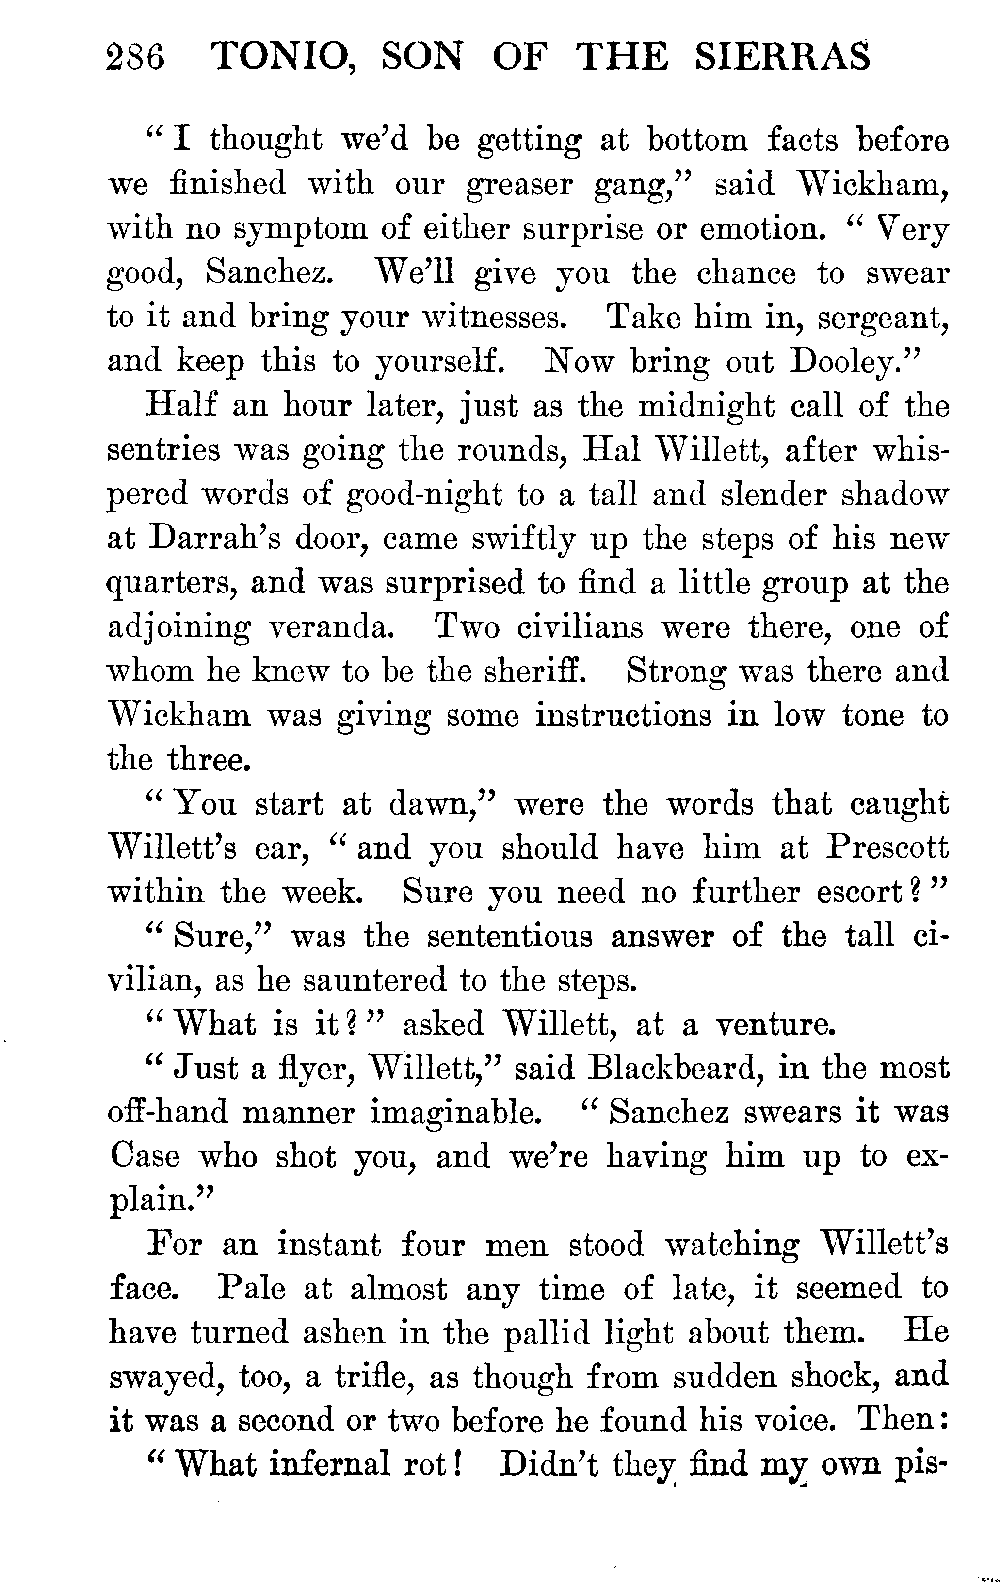 286 TONIO, SON OF THE SIERRAS
“ I thought we’d be getting at bottom facts before
we finished with our greaser gang,” said Wickham,
with no symptom of either surprise or emotion. “ Very
good, Sanchez. We’ll give you the chance to swear
to it and bring your witnesses. Take him in, sergeant,
and keep this to yourself. Now bring out Dooley.”
Half an hour later, just as the midnight call of the
sentries was going the rounds, Hal Willett, after whis-
pered words of good-night to a tall and slender shadow
at Darrah’s door, came swiftly up the steps of his new
quarters, and was surprised to find a little group at the
adjoining veranda. Two civilians were there, one of
whom he knew to be the sheriff. Strong was there and
Wickham was giving some instructions in low tone to
the three.
“ You start at dawn,” were the words that caught
Willett’s ear, “ and you should have him at Prescott
within the week. Sure you need no further escort? ”
“ Sure,” was the sententious answer of the tall ci-
vilian, as he sauntered to the steps.
“ What is it? ” asked Willett, at a venture.
“ Just a flyer, Willett,” said Blackbeard, in the most
off-hand manner imaginable. “ Sanchez swears it was
Case who shot you, and we’re having him up to ex-
plain.”
For an instant four men stood watching Willett’s
face. Pale at almost any time of late, it seemed to
have turned ashen in the pallid light about them. He
swayed, too, a trifle, as though from sudden shock, and
it was a second or two before he found his voice. Then:
“ What infernal rot! Didn’t they find my own pis-